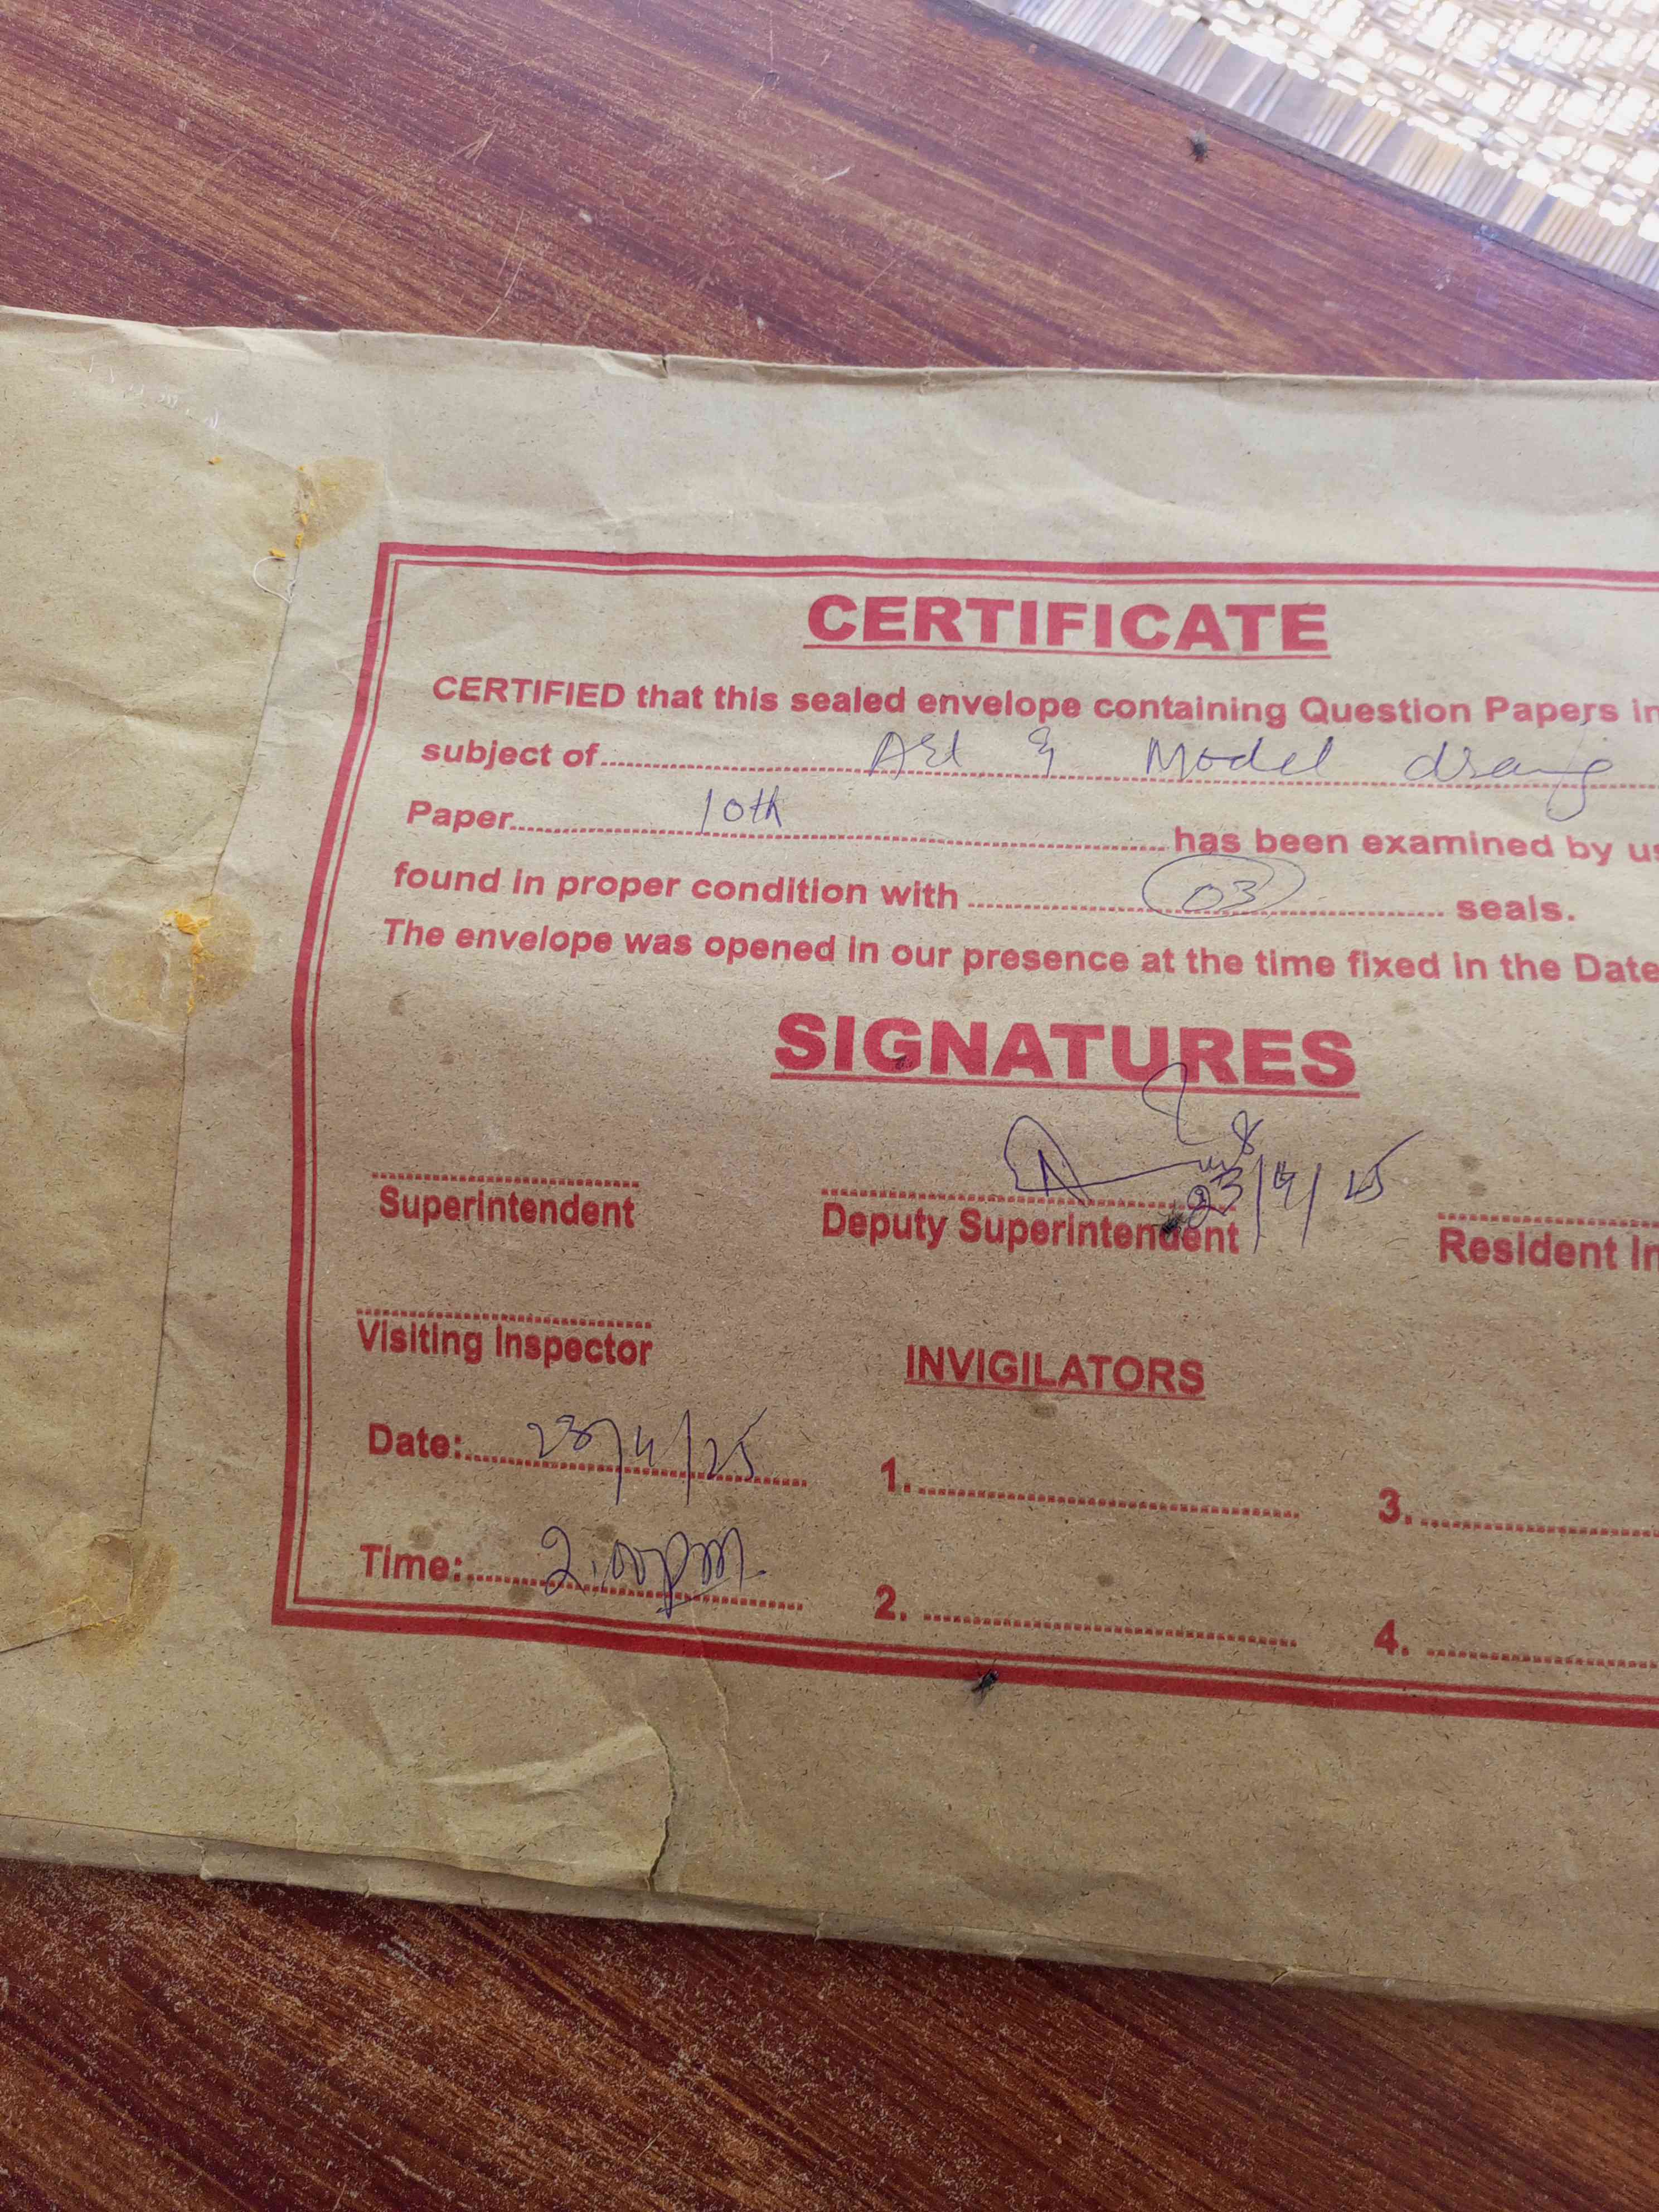 CERTIFICATE
CERTIFIED that this sealed envelope containing Question Papers in
subject of.......... Art & Model drang
Paper.......... 10th .......... has been examined by us
found in proper condition with .......... 03 .......... seals.
The envelope was opened in our presence at the time fixed in the Date
SIGNATURES
23/4/25
Superintendent Deputy Superintendent Resident In
Visiting Inspector INVIGILATORS
Date:.......... 23/4/25 1........... 3...........
Time:.......... 2.00pm. 2. .......... 4. ..........